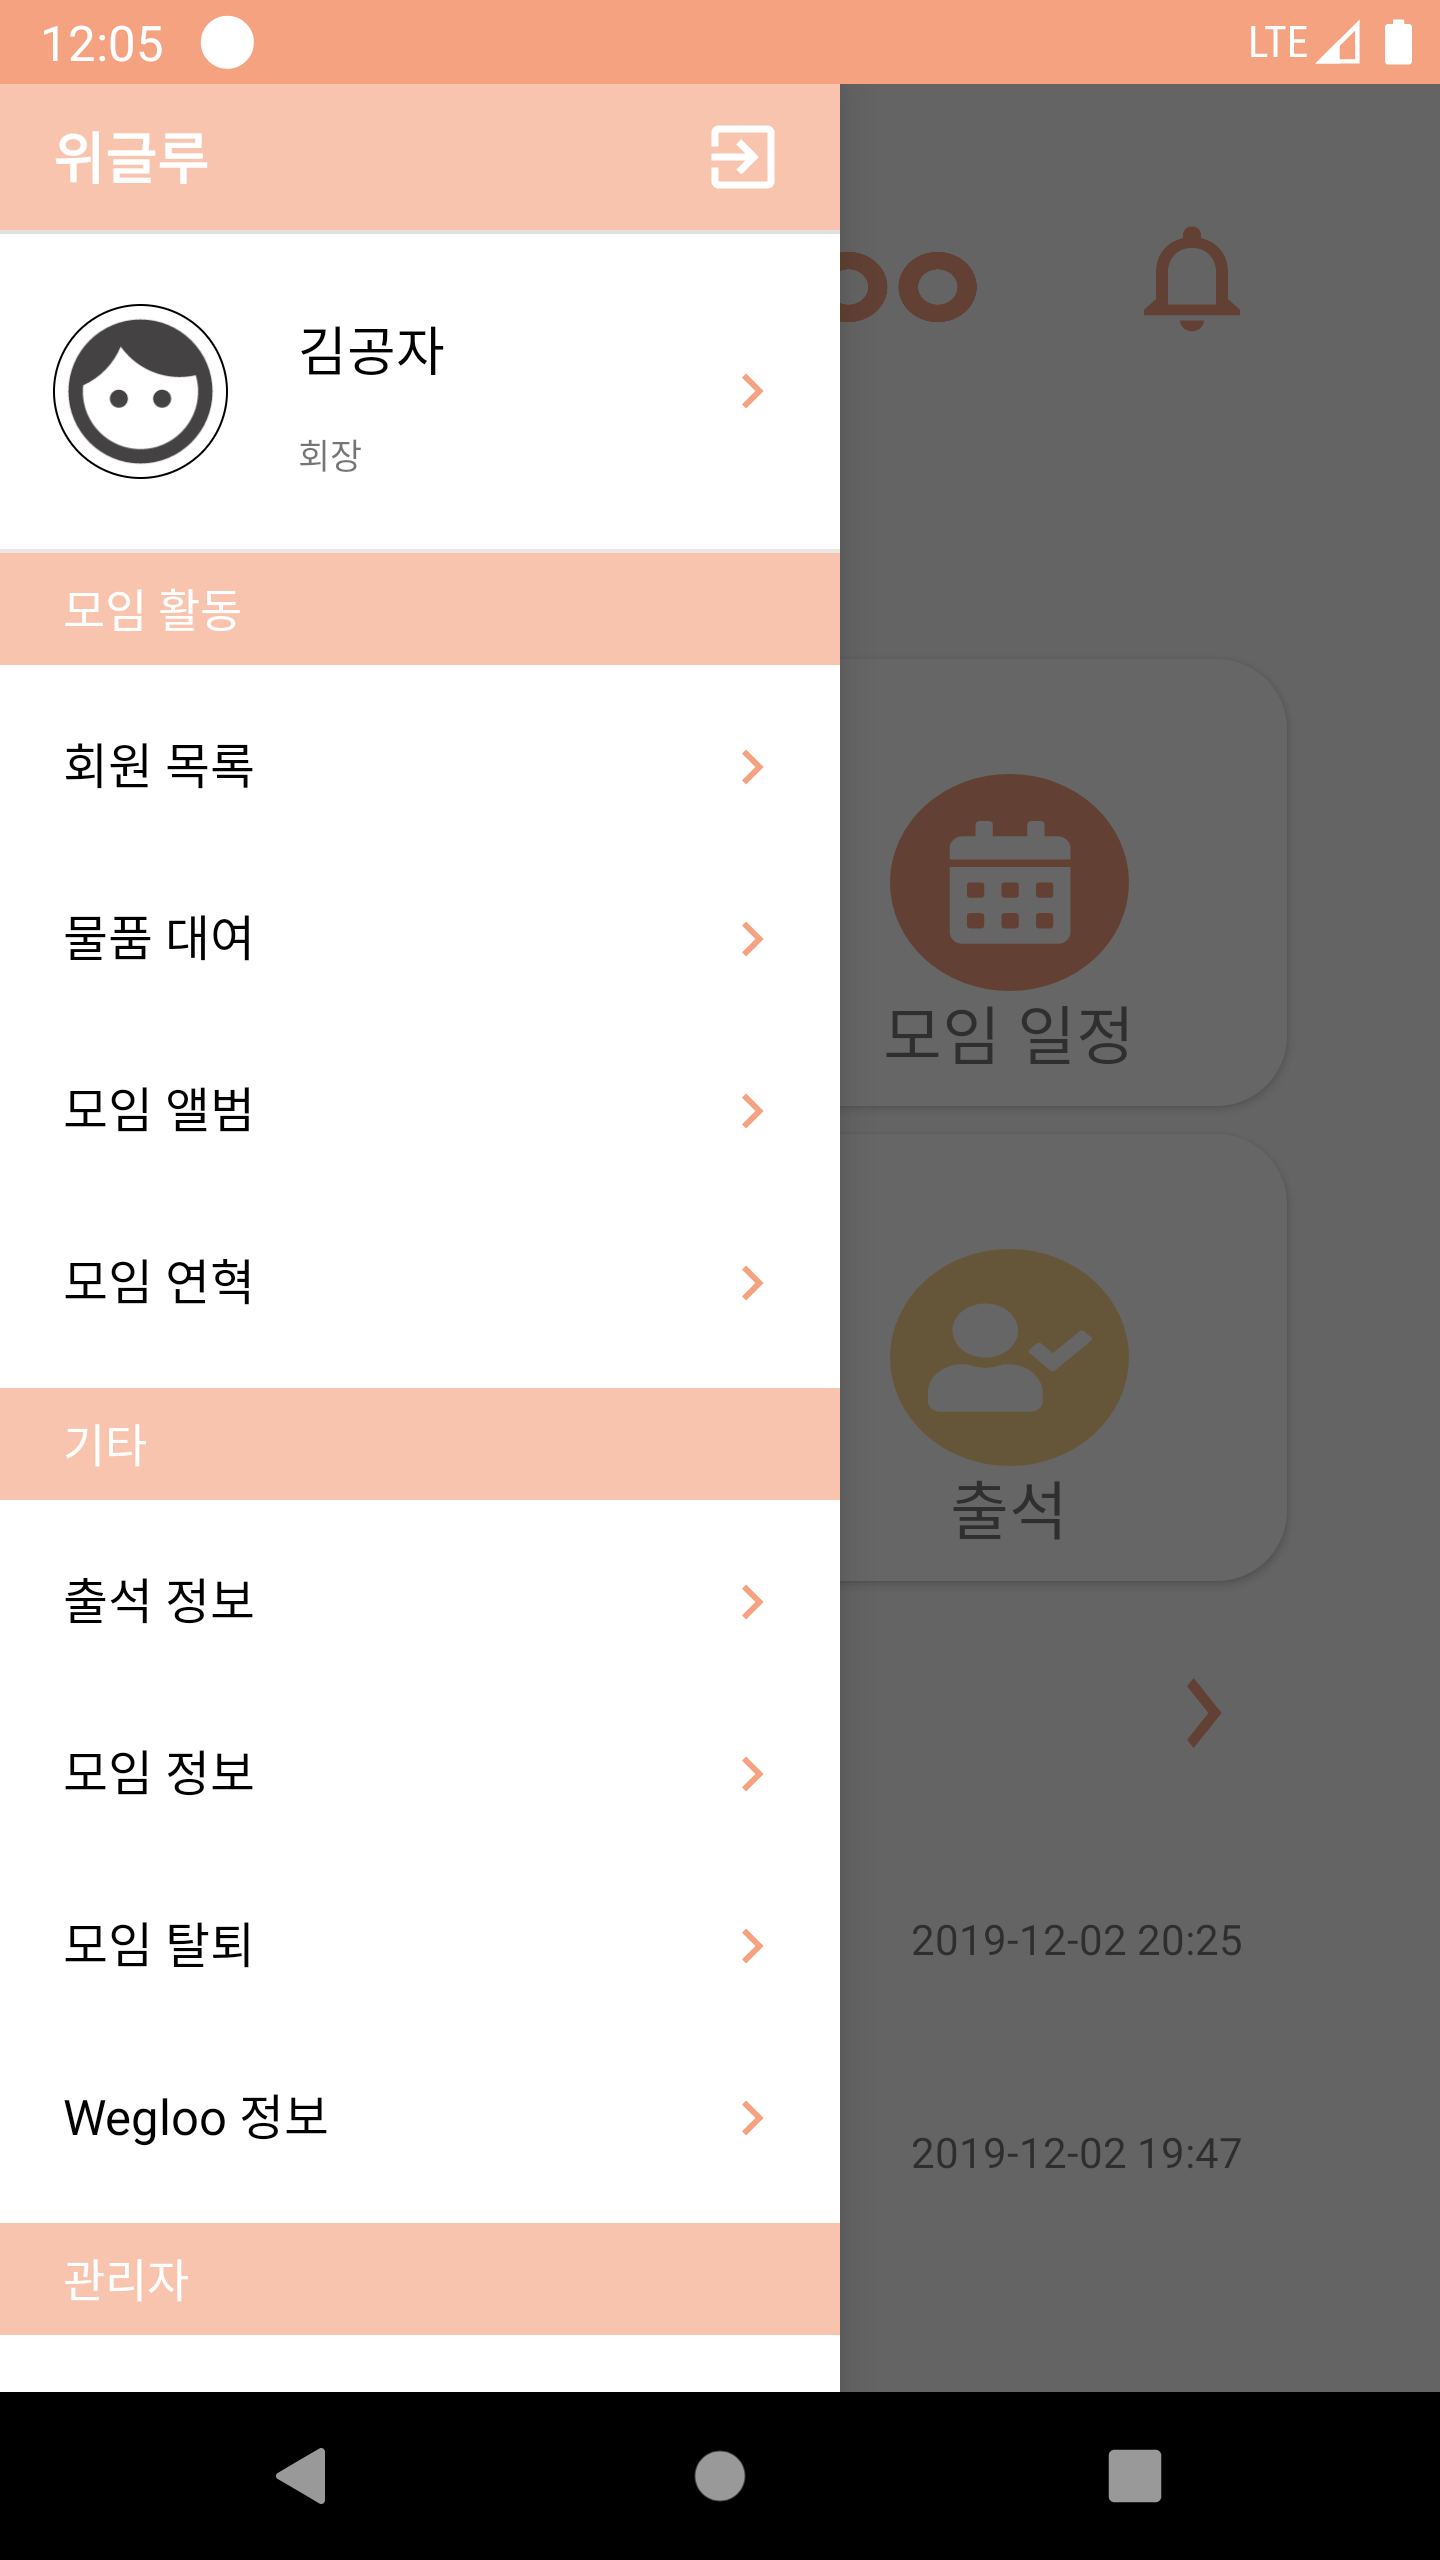 12:05
LTE
위글루
oo
김공자
회장
모임 활동
회원 목록
물품 대여
모임 앨범
모임 연혁
모임 일정
출석
기타
출석 정보
모임 정보
모임 탈퇴
2019-12-02 20:25
Wegloo 정보
2019-12-02 19:47
관리자